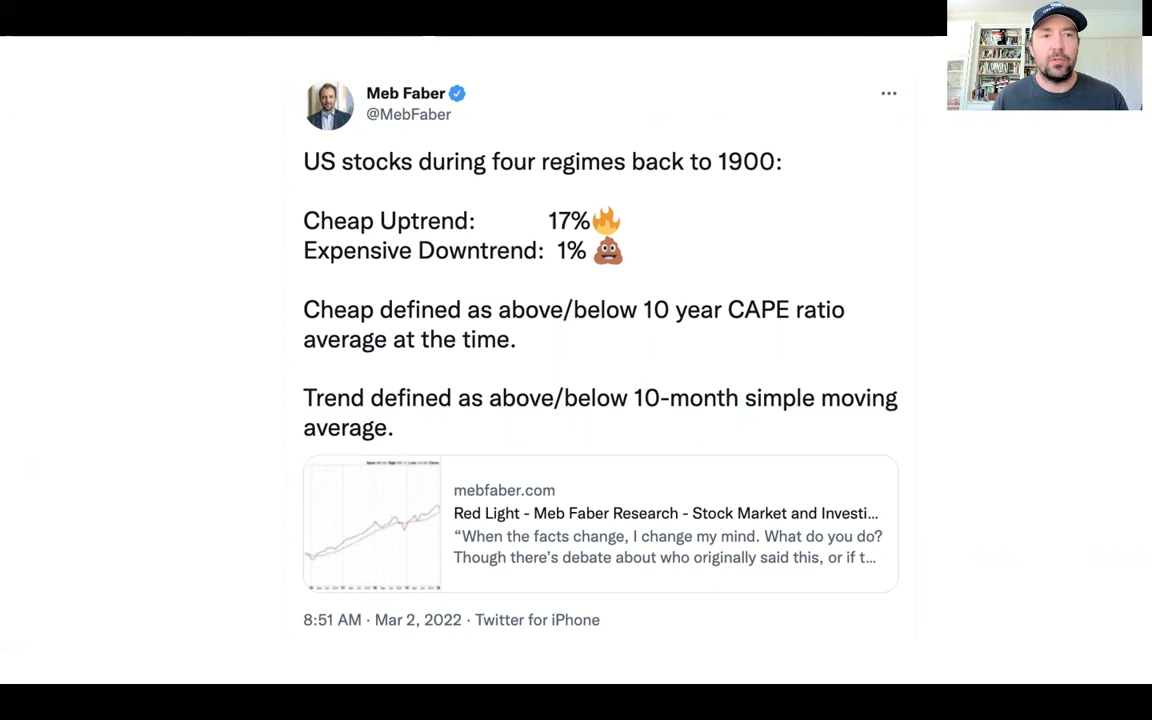 Meb Faber
@MebFaber
US stocks during four regimes back to 1900:
Cheap Uptrend: 17%🔥
Expensive Downtrend: 1% 💩
Cheap defined as above/below 10 year CAPE ratio
average at the time.
Trend defined as above/below 10-month simple moving
average.
mebfaber.com
Red Light - Meb Faber Research - Stock Market and Investi...
“When the facts change, I change my mind. What do you do?
Though there’s debate about who originally said this, or if t...
8:51 AM · Mar 2, 2022 · Twitter for iPhone